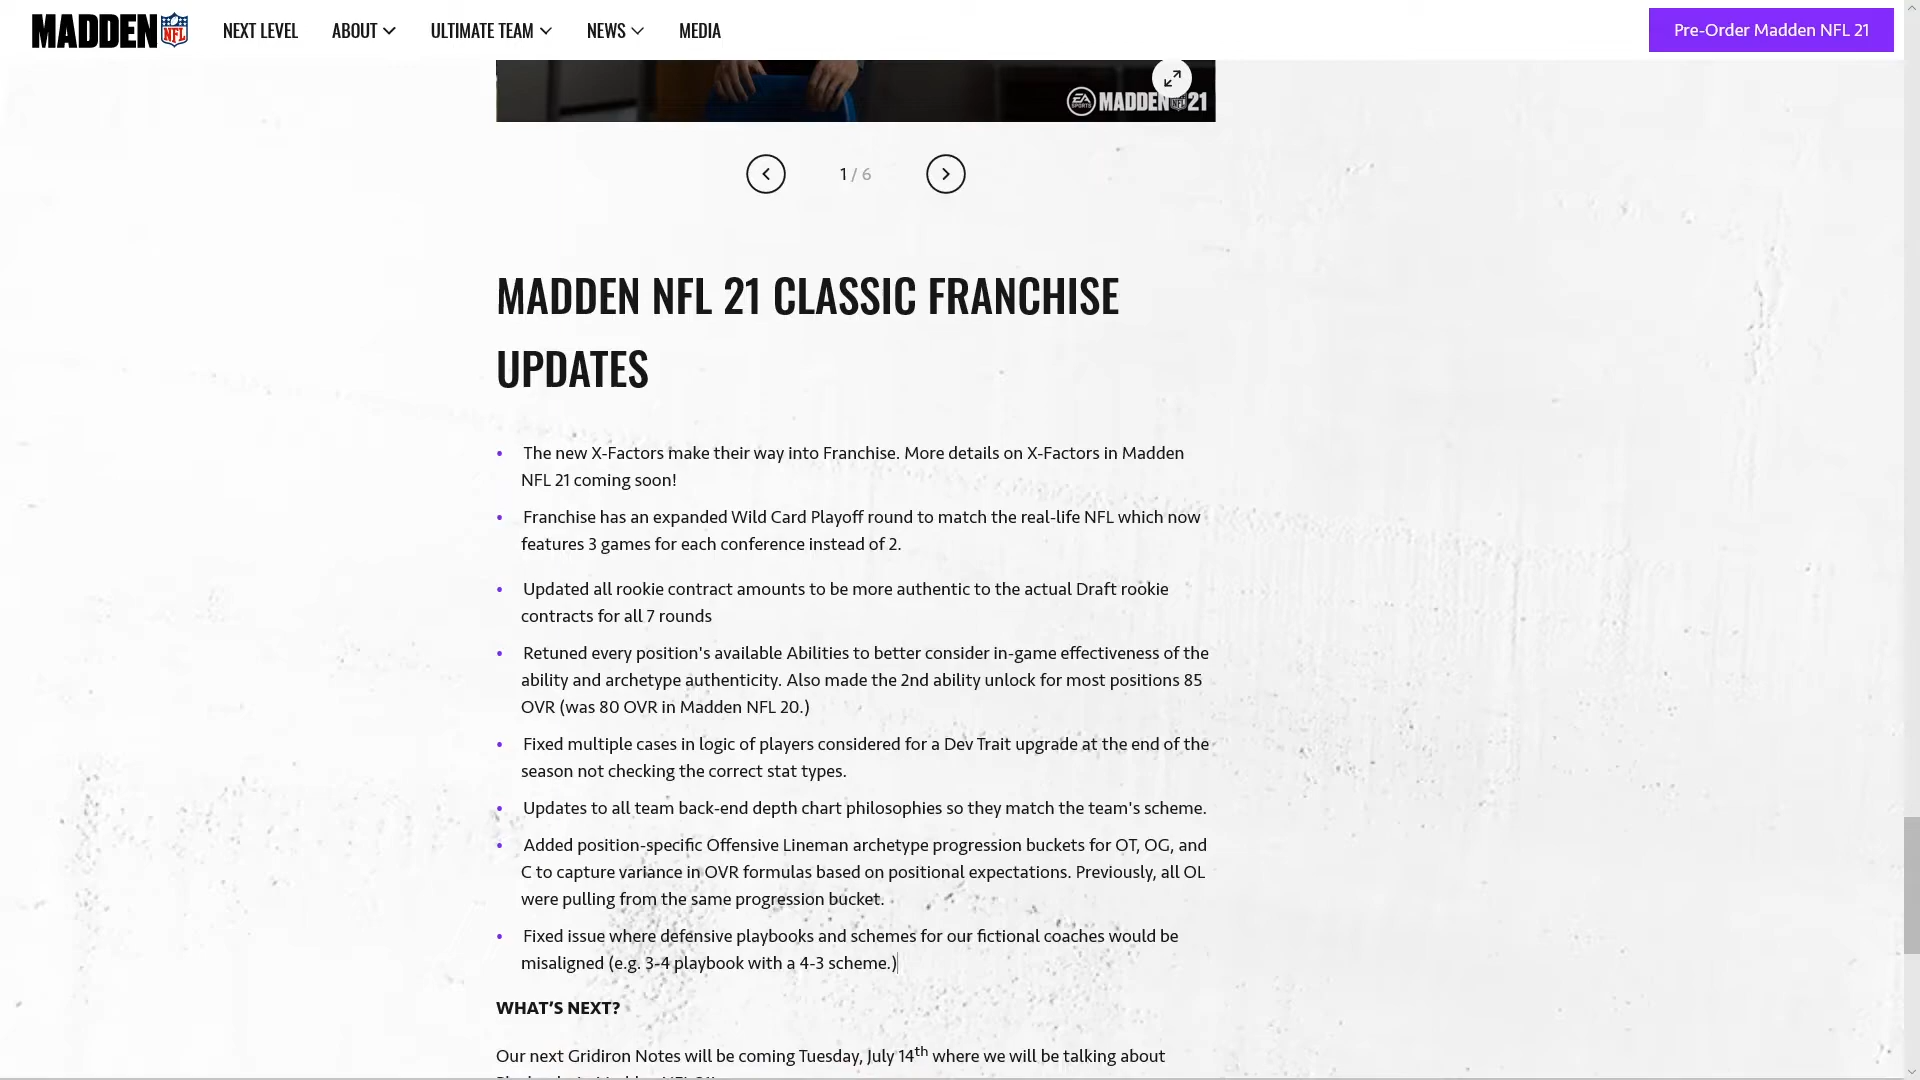 MADDEN NFL NEXT LEVEL ABOUT ULTIMATE TEAM NEWS MEDIA Pre-Order Madden NFL 21
EA SPORTS MADDEN NFL 21
1 / 6
MADDEN NFL 21 CLASSIC FRANCHISE
UPDATES
• The new X-Factors make their way into Franchise. More details on X-Factors in Madden
NFL 21 coming soon!
• Franchise has an expanded Wild Card Playoff round to match the real-life NFL which now
features 3 games for each conference instead of 2.
• Updated all rookie contract amounts to be more authentic to the actual Draft rookie
contracts for all 7 rounds
• Retuned every position's available Abilities to better consider in-game effectiveness of the
ability and archetype authenticity. Also made the 2nd ability unlock for most positions 85
OVR (was 80 OVR in Madden NFL 20.)
• Fixed multiple cases in logic of players considered for a Dev Trait upgrade at the end of the
season not checking the correct stat types.
• Updates to all team back-end depth chart philosophies so they match the team's scheme.
• Added position-specific Offensive Lineman archetype progression buckets for OT, OG, and
C to capture variance in OVR formulas based on positional expectations. Previously, all OL
were pulling from the same progression bucket.
• Fixed issue where defensive playbooks and schemes for our fictional coaches would be
misaligned (e.g. 3-4 playbook with a 4-3 scheme.)
WHAT'S NEXT?
Our next Gridiron Notes will be coming Tuesday, July 14th where we will be talking about